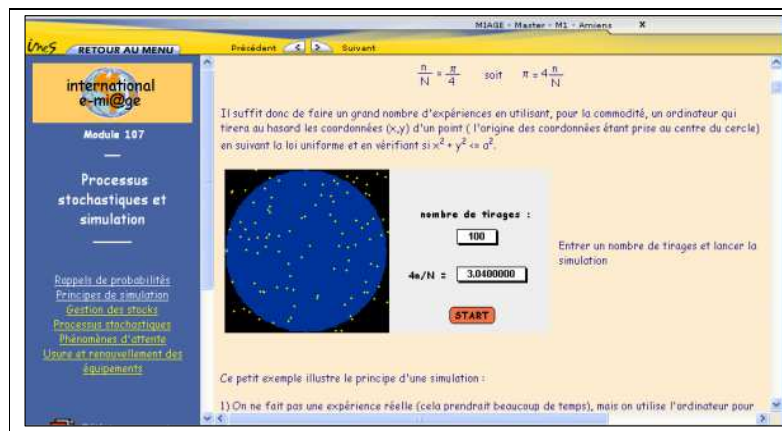 MIAGE - Master - M1 - Amiens X
ines RETOUR AU MENU Précédent Suivant
international
e-mi@ge
Module 107
Processus
stochastiques et
simulation
Rappels de probabilités
Principes de simulation
Gestion des stocks
Processus stochastiques
Phénomènes d'attente
Usure et renouvellement des
équipements
n/N = π/4 soit π = 4 n/N
Il suffit donc de faire un grand nombre d'expériences en utilisant, pour la commodité, un ordinateur qui
tirera au hasard les coordonnées (x,y) d'un point ( l'origine des coordonnées étant prise au centre du cercle)
en suivant la loi uniforme et en vérifiant si x² + y² <= a².
nombre de tirages :
100
4n/N = 3.0400000
START
Entrer un nombre de tirages et lancer la
simulation
Ce petit exemple illustre le principe d'une simulation :
1) On ne fait pas une expérience réelle (cela prendrait beaucoup de temps), mais on utilise l'ordinateur pour